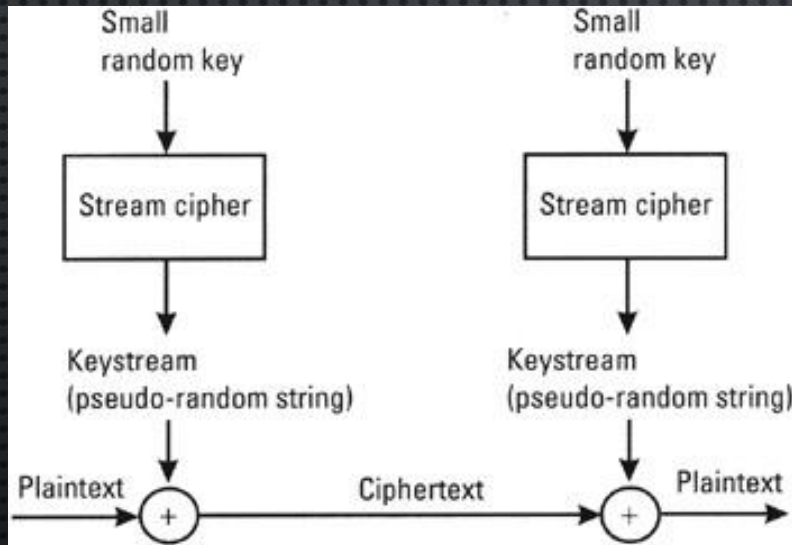 Small
random key
Small
random key
Stream cipher
Stream cipher
Keystream
(pseudo-random string)
Keystream
(pseudo-random string)
Plaintext
+
Ciphertext
+
Plaintext